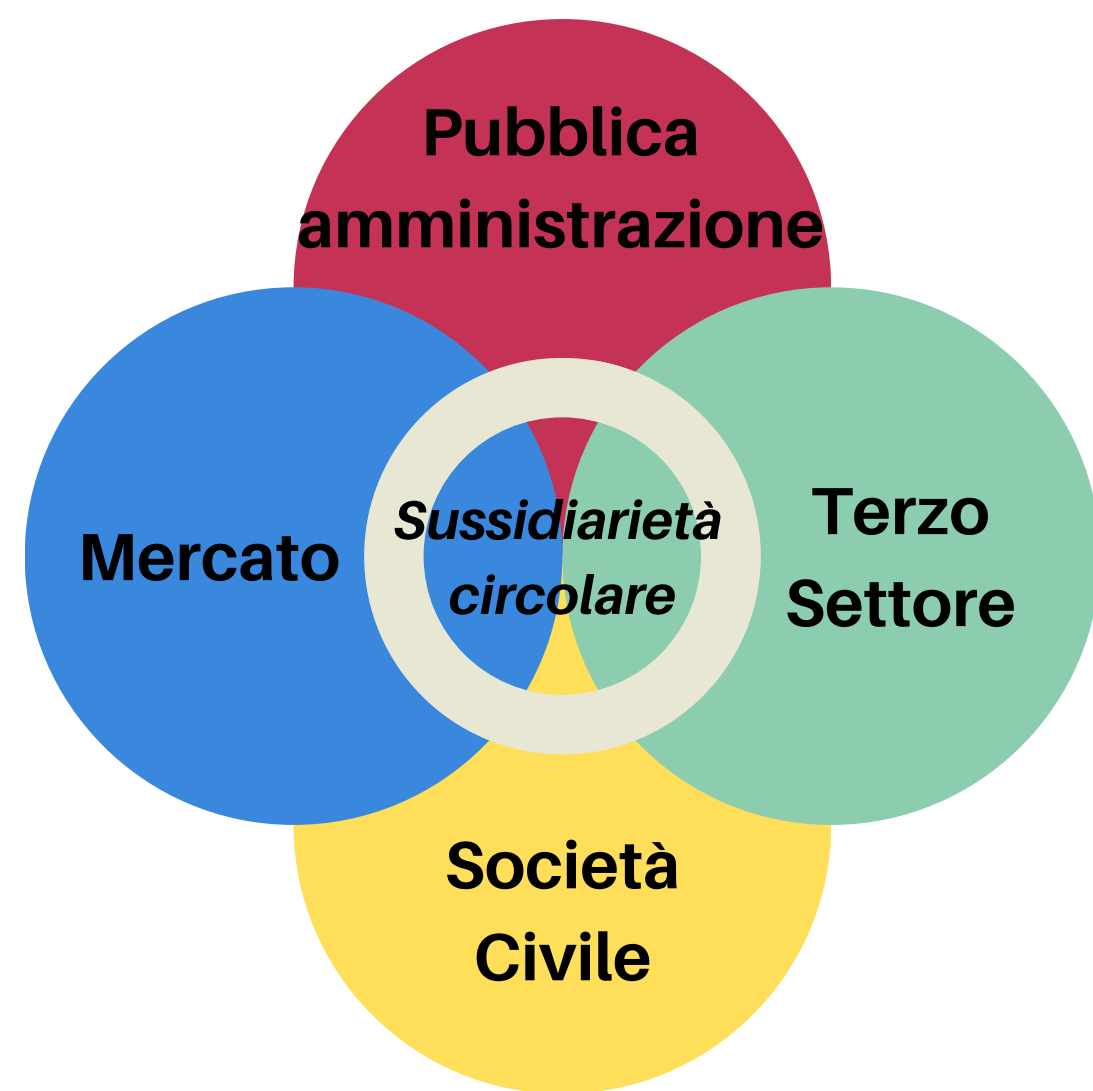 Pubblica
amministrazione
Mercato
Sussidiarietà
circolare
Terzo
Settore
Società
Civile